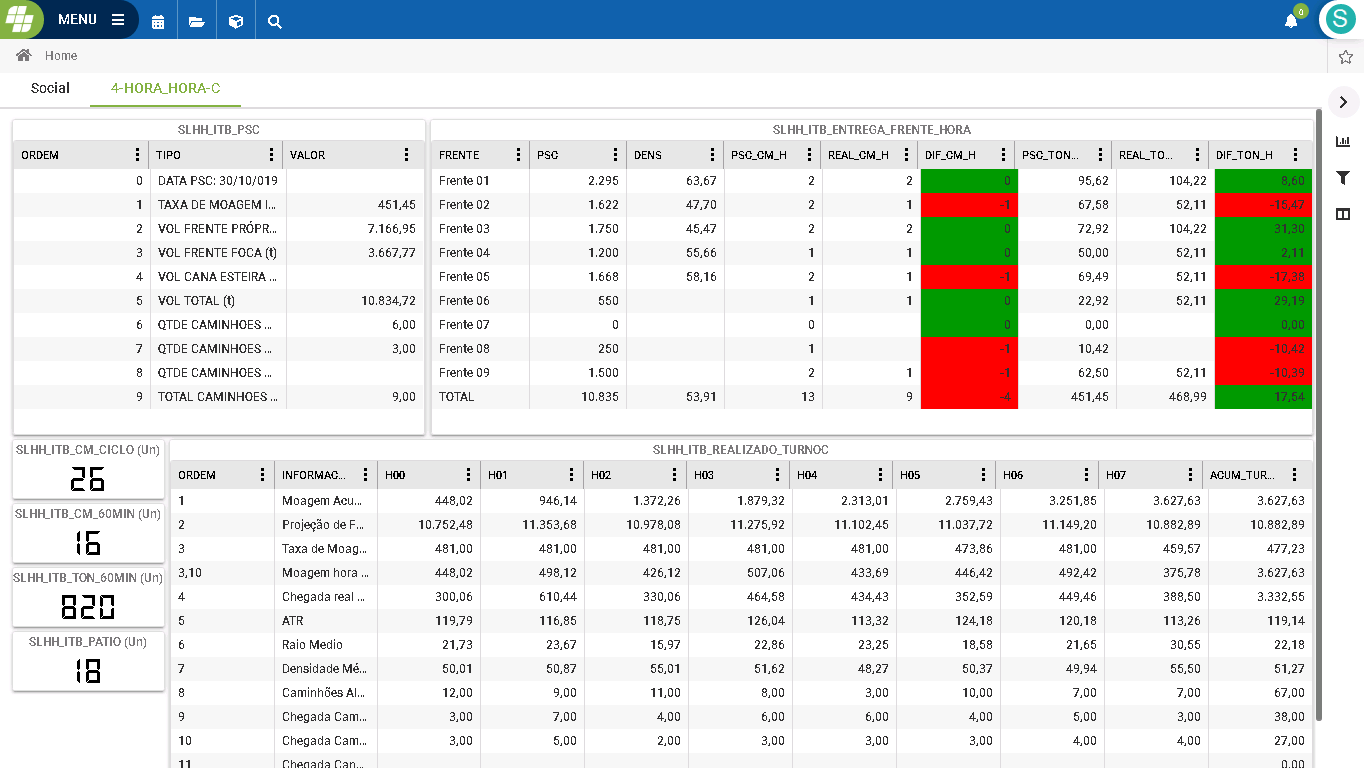 MENU
0
S
Home
Social 4-HORA_HORA-C
SLHH_ITB_PSC
ORDEM TIPO VALOR
0 DATA PSC: 30/10/019
1 TAXA DE MOAGEM I... 451,45
2 VOL FRENTE PRÓPR... 7.166,95
3 VOL FRENTE FOCA (t) 3.667,77
4 VOL CANA ESTEIRA ...
5 VOL TOTAL (t) 10.834,72
6 QTDE CAMINHOES ... 6,00
7 QTDE CAMINHOES ... 3,00
8 QTDE CAMINHOES ...
9 TOTAL CAMINHOES ... 9,00
SLHH_ITB_ENTREGA_FRENTE_HORA
FRENTE PSC DENS PSC_CM_H REAL_CM_H DIF_CM_H PSC_TON... REAL_TO... DIF_TON_H
Frente 01 2.295 63,67 2 2 0 95,62 104,22 8,60
Frente 02 1.622 47,70 2 1 -1 67,58 52,11 -15,47
Frente 03 1.750 45,47 2 2 0 72,92 104,22 31,30
Frente 04 1.200 55,66 1 1 0 50,00 52,11 2,11
Frente 05 1.668 58,16 2 1 -1 69,49 52,11 -17,38
Frente 06 550 1 1 0 22,92 52,11 29,19
Frente 07 0 0 0 0,00 0,00
Frente 08 250 1 -1 10,42 -10,42
Frente 09 1.500 2 1 -1 62,50 52,11 -10,39
TOTAL 10.835 53,91 13 9 -4 451,45 468,99 17,54
SLHH_ITB_CM_CICLO (Un)
26
SLHH_ITB_CM_60MIN (Un)
16
SLHH_ITB_TON_60MIN (Un)
820
SLHH_ITB_PATIO (Un)
18
SLHH_ITB_REALIZADO_TURNOC
ORDEM INFORMAC... H00 H01 H02 H03 H04 H05 H06 H07 ACUM_TUR...
1 Moagem Acu... 448,02 946,14 1.372,26 1.879,32 2.313,01 2.759,43 3.251,85 3.627,63 3.627,63
2 Projeção de F... 10.752,48 11.353,68 10.978,08 11.275,92 11.102,45 11.037,72 11.149,20 10.882,89 10.882,89
3 Taxa de Moag... 481,00 481,00 481,00 481,00 481,00 473,86 481,00 459,57 477,23
3,10 Moagem hora ... 448,02 498,12 426,12 507,06 433,69 446,42 492,42 375,78 3.627,63
4 Chegada real ... 300,06 610,44 330,06 464,58 434,43 352,59 449,46 388,50 3.332,55
5 ATR 119,79 116,85 118,75 126,04 113,32 124,18 120,18 113,26 119,14
6 Raio Medio 21,73 23,67 15,97 22,86 23,25 18,58 21,65 30,55 22,18
7 Densidade Mé... 50,01 50,87 55,01 51,62 48,27 50,37 49,94 55,50 51,27
8 Caminhões Al... 12,00 9,00 11,00 8,00 3,00 10,00 7,00 7,00 67,00
9 Chegada Cam... 3,00 7,00 4,00 6,00 6,00 4,00 5,00 3,00 38,00
10 Chegada Cam... 3,00 5,00 2,00 3,00 3,00 3,00 4,00 4,00 27,00
11 Chegada Can... 0,00